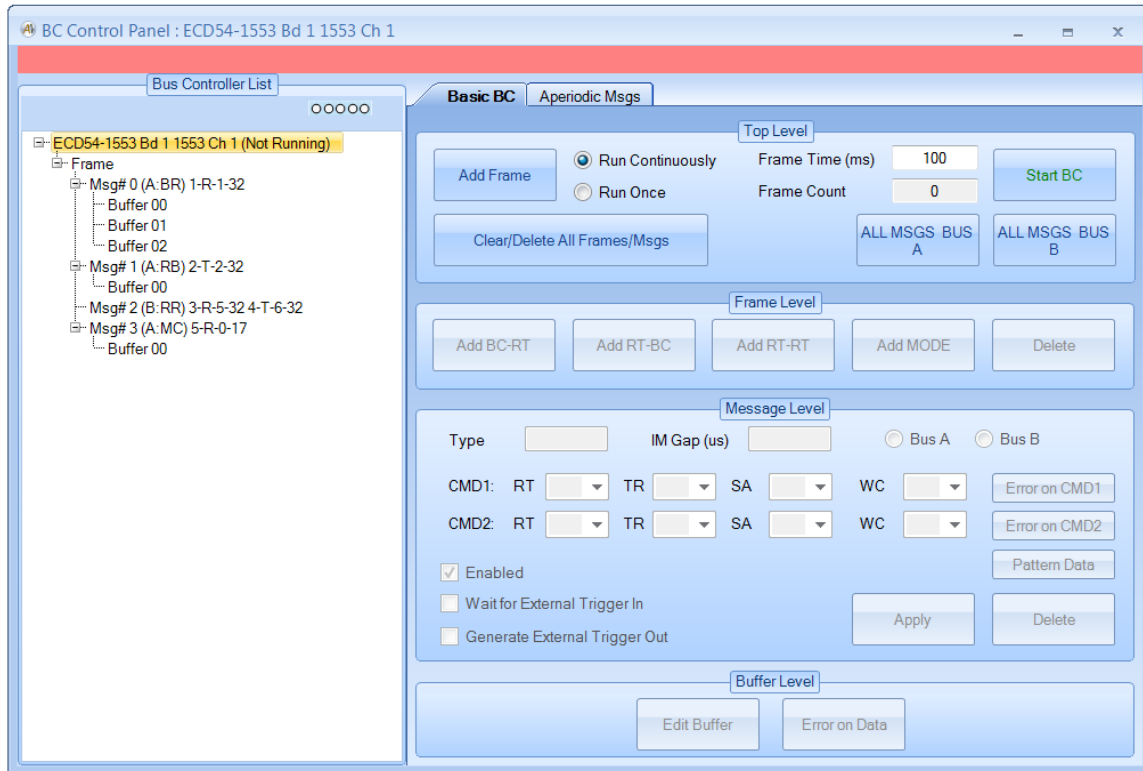 BC Control Panel : ECD54-1553 Bd 1 1553 Ch 1
Bus Controller List
ECD54-1553 Bd 1 1553 Ch 1 (Not Running)
Frame
Msg# 0 (A:BR) 1-R-1-32
Buffer 00
Buffer 01
Buffer 02
Msg# 1 (A:RB) 2-T-2-32
Buffer 00
Msg# 2 (B:RR) 3-R-5-32 4-T-6-32
Msg# 3 (A:MC) 5-R-0-17
Buffer 00
Basic BC Aperiodic Msgs
Top Level
Add Frame
Run Continuously
Run Once
Frame Time (ms) 100
Frame Count 0
Start BC
Clear/Delete All Frames/Msgs
ALL MSGS BUS
A
ALL MSGS BUS
B
Frame Level
Add BC-RT Add RT-BC Add RT-RT Add MODE Delete
Message Level
Type IM Gap (us) Bus A Bus B
CMD1: RT TR SA WC Error on CMD1
CMD2: RT TR SA WC Error on CMD2
Pattern Data
Enabled
Wait for External Trigger In
Generate External Trigger Out
Apply Delete
Buffer Level
Edit Buffer Error on Data